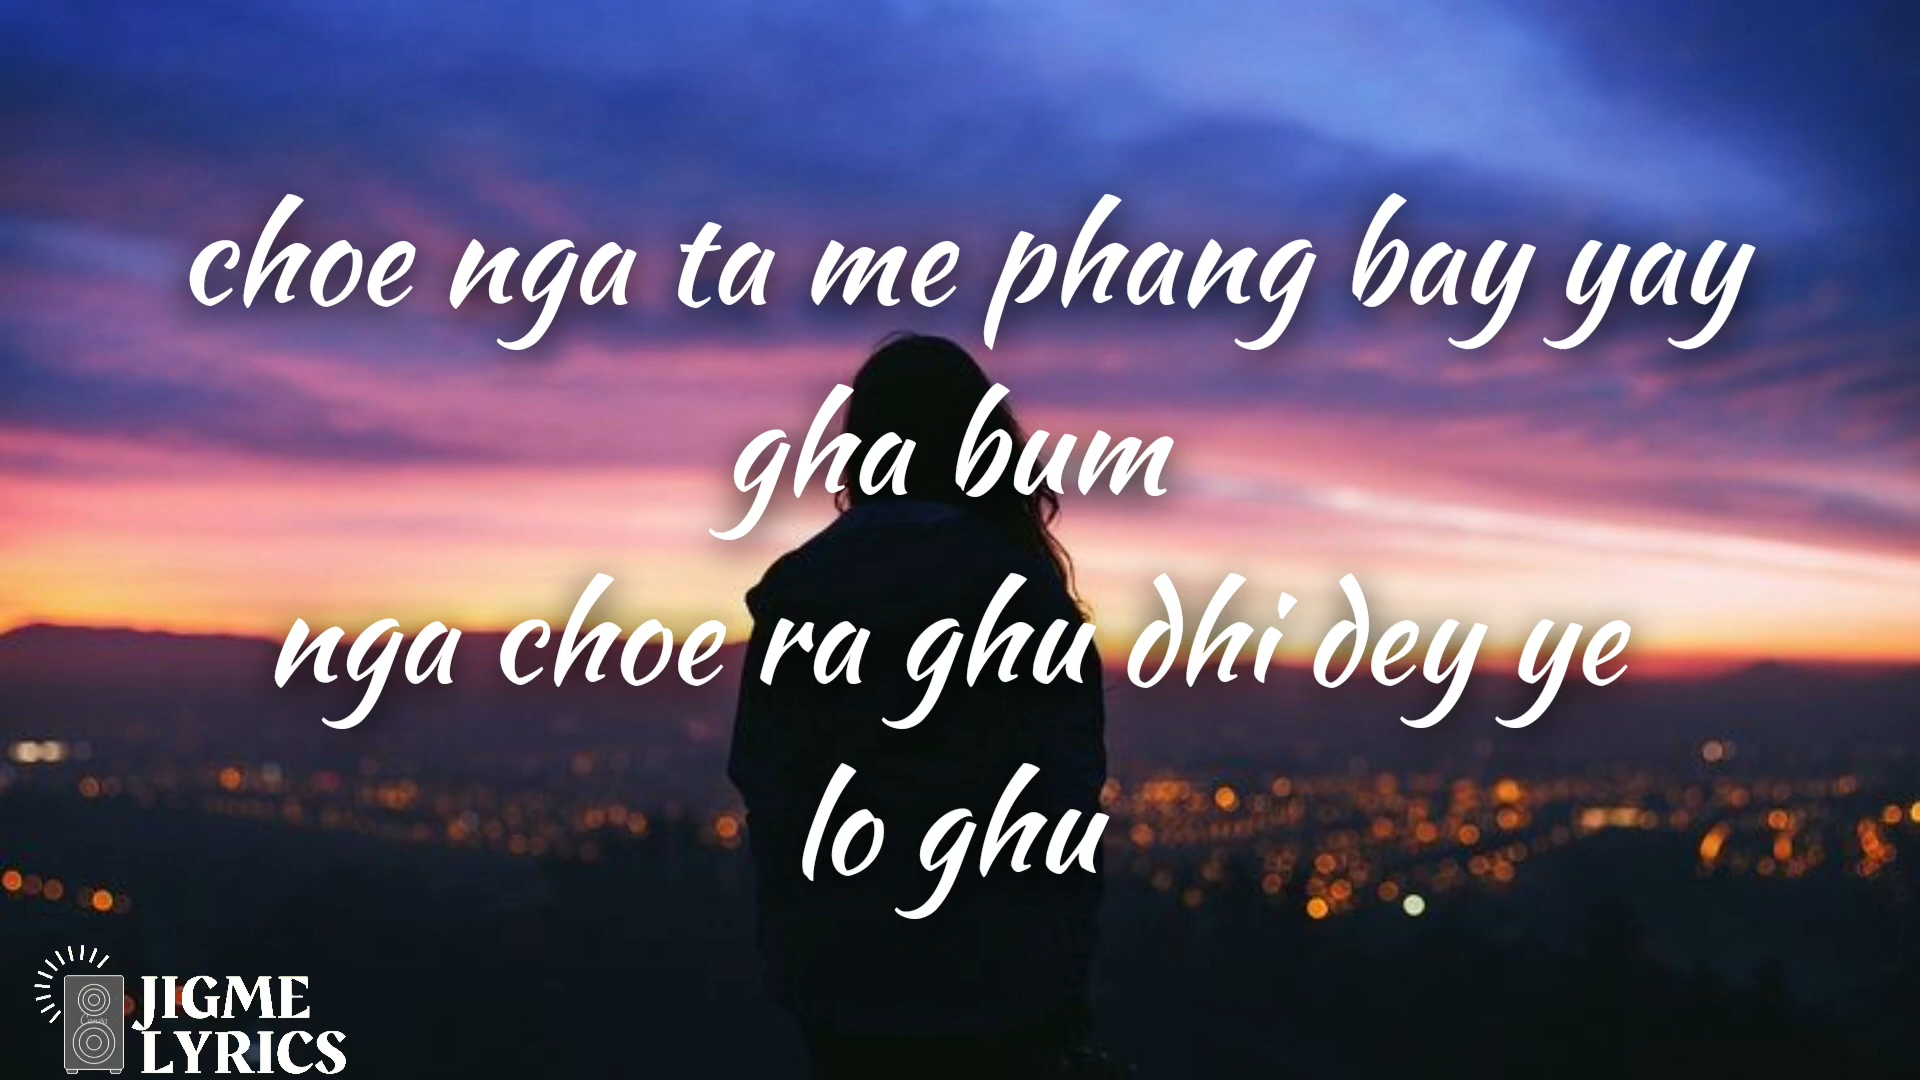 choe nga ta me phang bay yay
gha bum
nga choe ra ghu dhi dey ye
lo ghu
JIGME
LYRICS